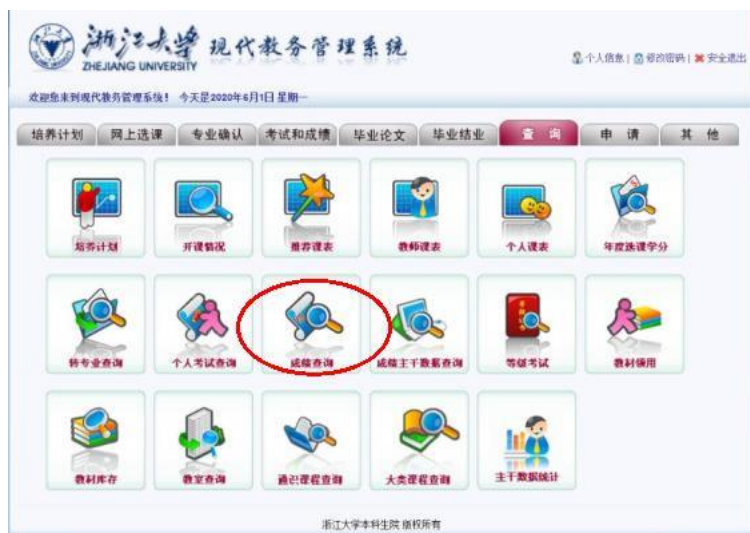 浙江大学 现代教务管理系统
ZHEJIANG UNIVERSITY
个人信息 | 修改密码 | 安全退出
欢迎您来到现代教务管理系统! 今天是2020年6月1日 星期一
培养计划 网上选课 专业确认 考试和成绩 毕业论文 毕业结业 查 询 申 请 其 他
培养计划 开课情况 推荐课表 教师课表 个人课表 年度选课学分
转专业查询 个人考试查询 成绩查询 成绩主干数据查询 等级考试 教材领用
教材库存 教室查询 通识课程查询 大类课程查询 主干数据统计
浙江大学本科生院 版权所有